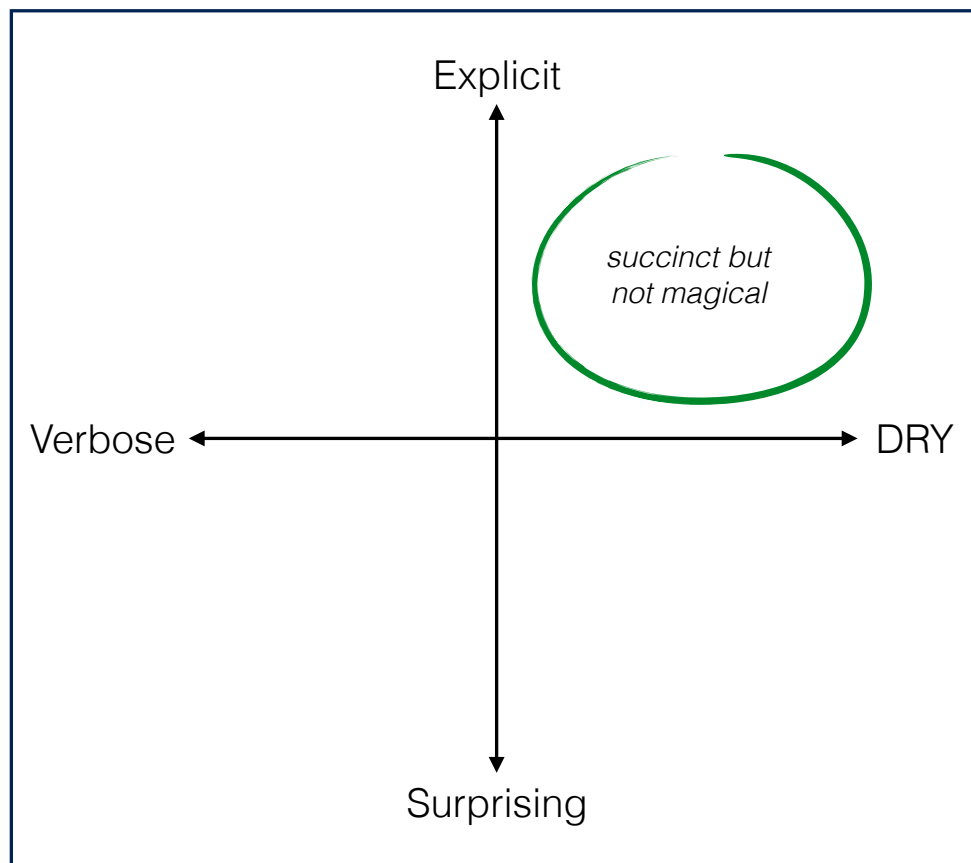 Explicit
succinct but
not magical
Verbose
DRY
Surprising